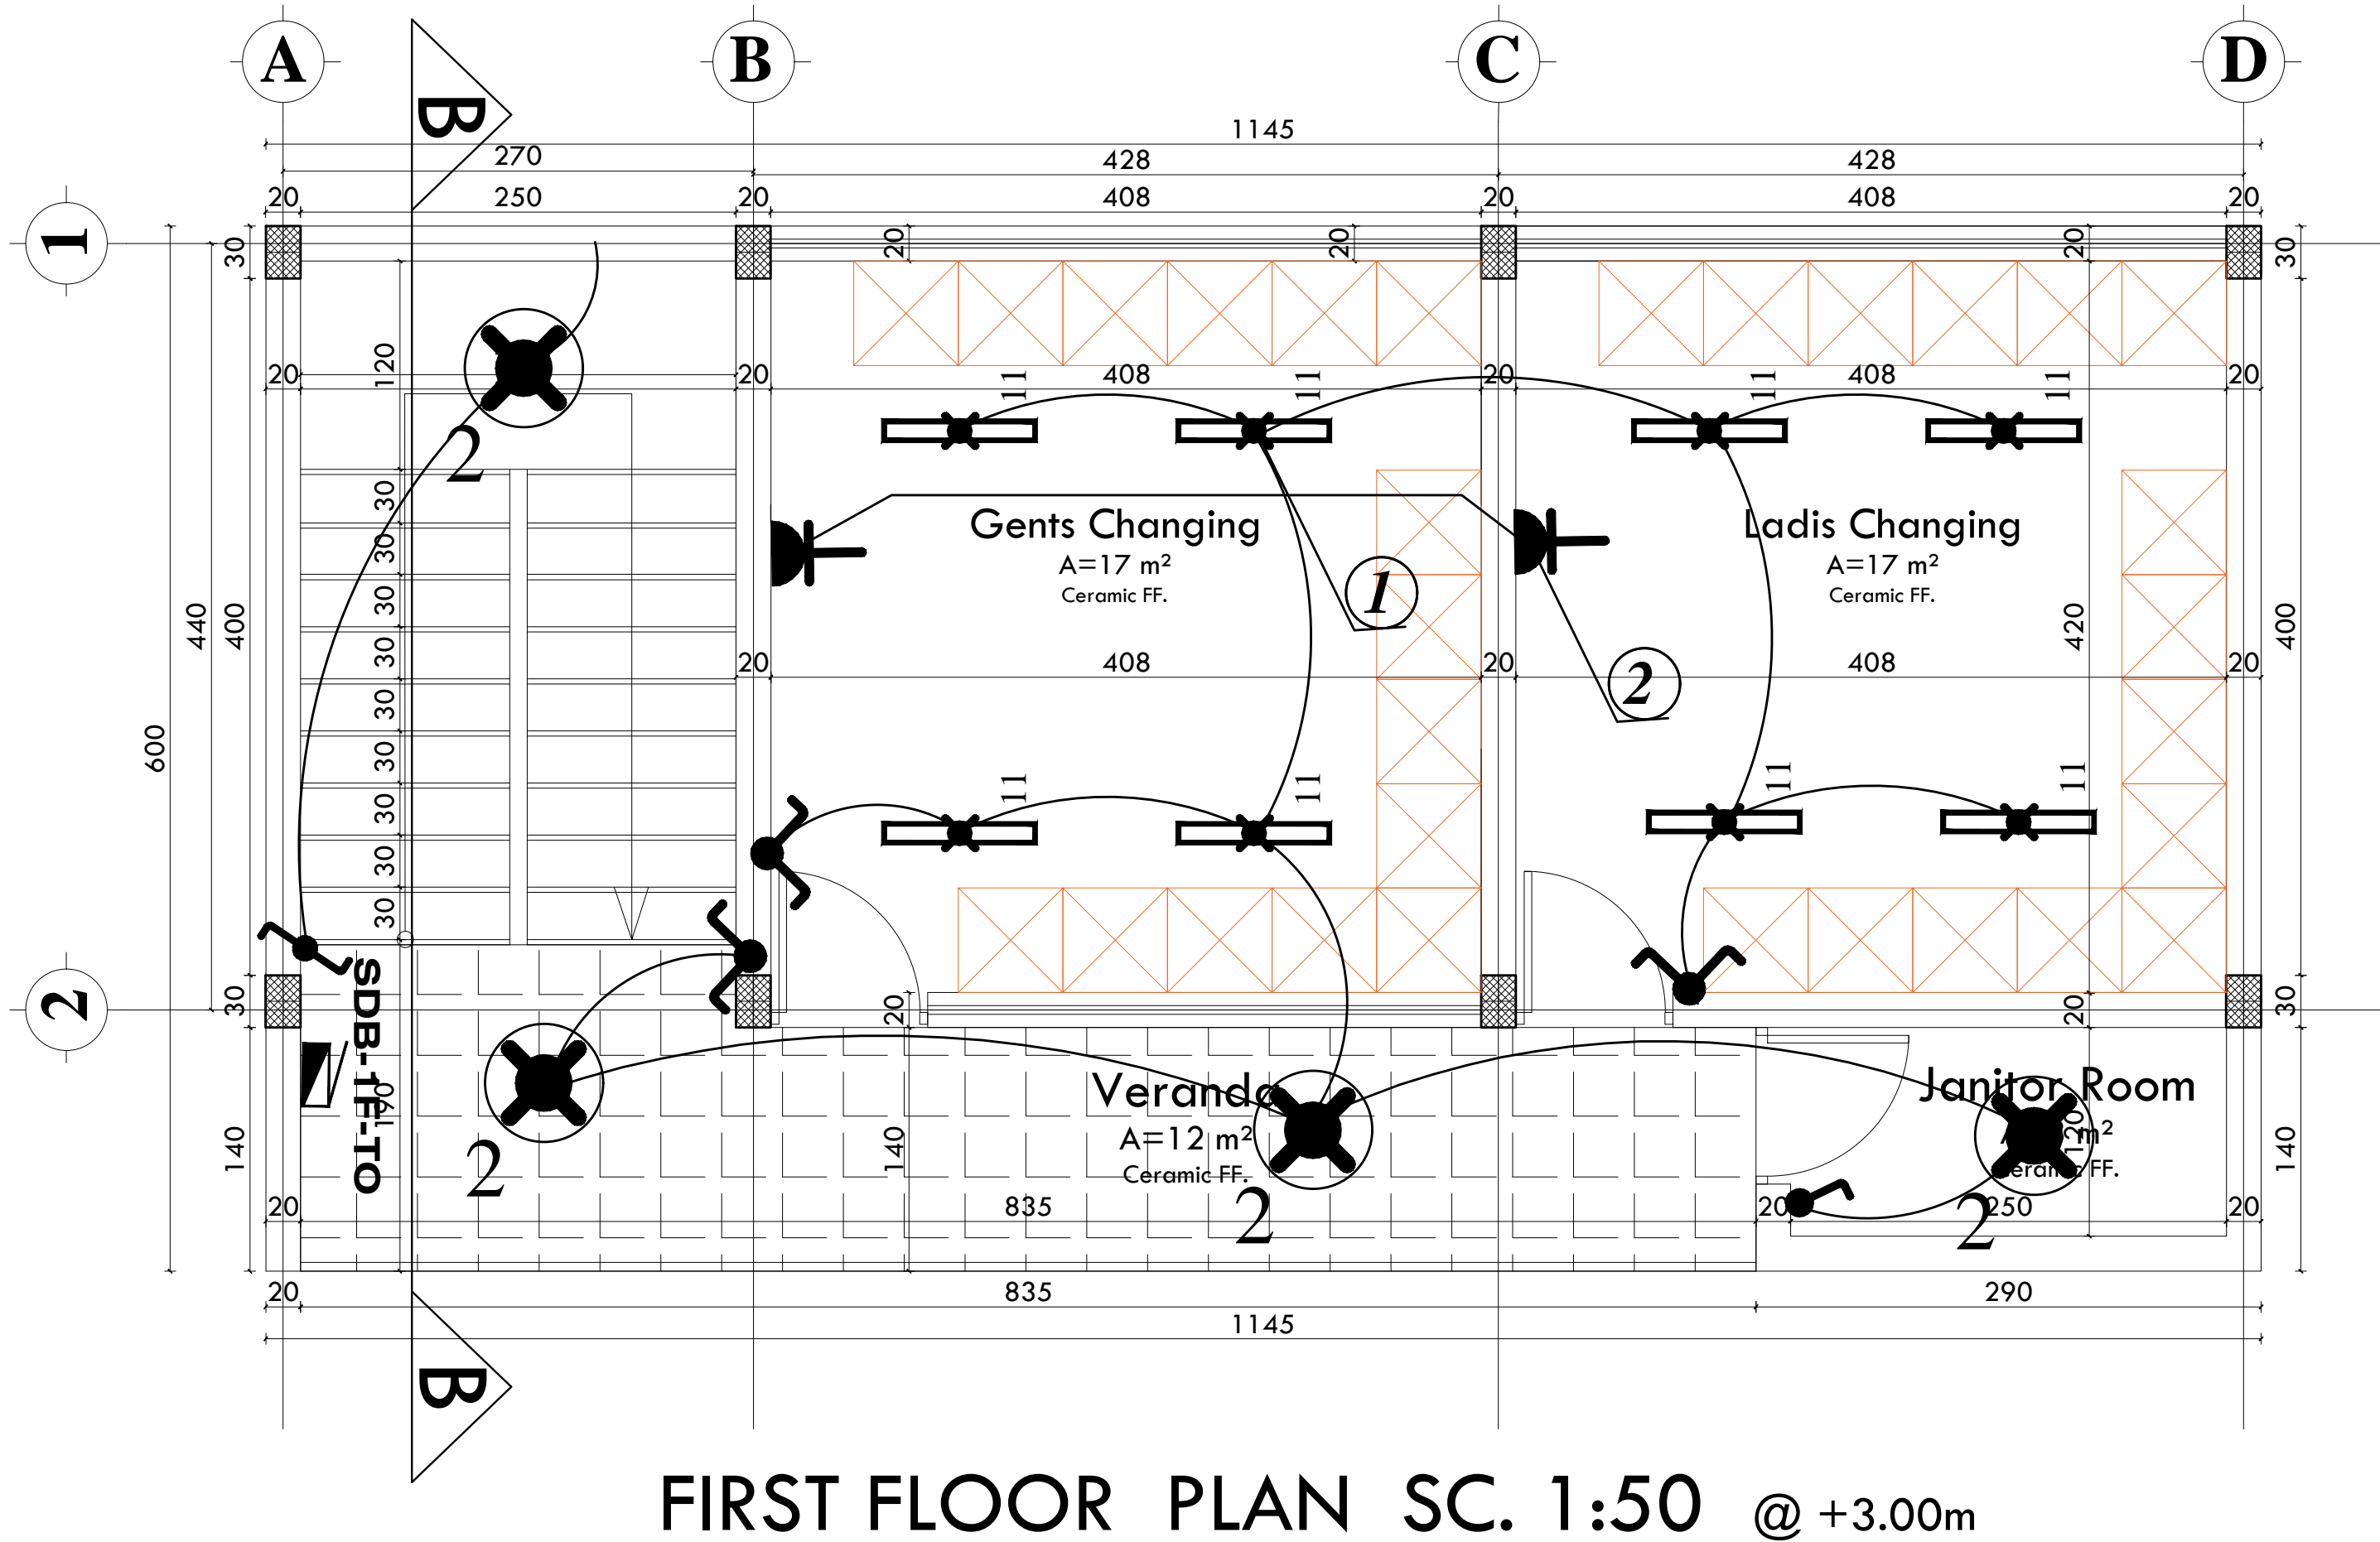 A B C D
B
1145
270 428 428
20 250 20 408 20 408 20
1
30 20 20 20 30
120
20 20 408 20 408 20
11 11 11 11
2
30
Gents Changing
A=17 m²
Ceramic FF.
Ladis Changing
A=17 m²
Ceramic FF.
30
30
1
440 400 420 400
30
20 408 20 408 20
2
30
600
30
11 11 11 11
30
30
30
2
30 20 20 30
SDB-1F-TO
190
Veranda
A=12 m²
Ceramic FF.
Janitor Room
m²
FF.
140 140 120 140
2 2 2
20 835 20 250 20
20 835 290
1145
B
FIRST FLOOR PLAN SC. 1:50 @ +3.00m